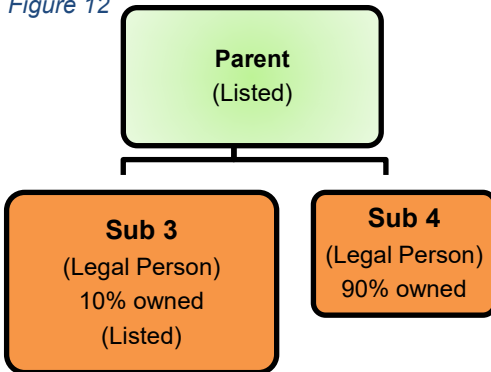 Figure 12
Parent
(Listed)
Sub 3
(Legal Person)
10% owned
(Listed)
Sub 4
(Legal Person)
90% owned